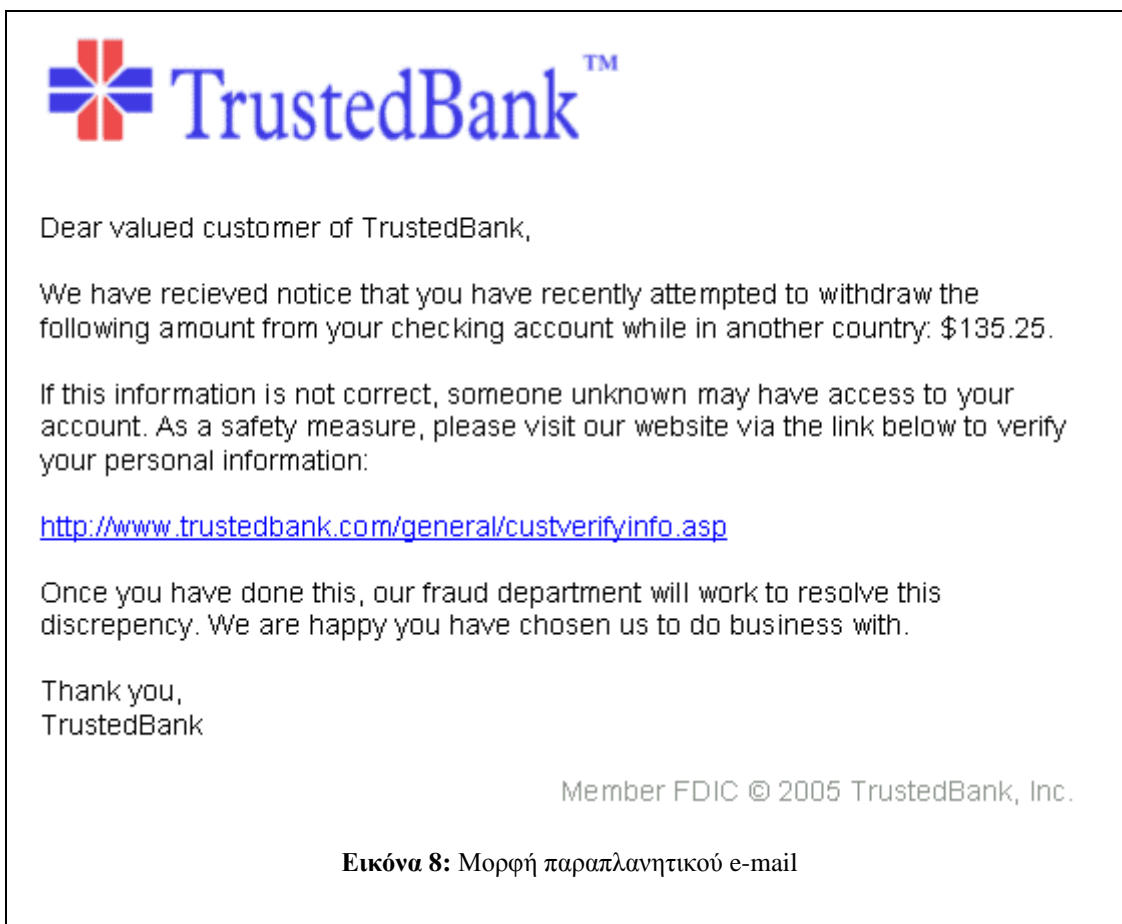 TrustedBank™
Dear valued customer of TrustedBank,
We have recieved notice that you have recently attempted to withdraw the
following amount from your checking account while in another country: $135.25.
If this information is not correct, someone unknown may have access to your
account. As a safety measure, please visit our website via the link below to verify
your personal information:
http://www.trustedbank.com/general/custverifyinfo.asp
Once you have done this, our fraud department will work to resolve this
discrepency. We are happy you have chosen us to do business with.
Thank you,
TrustedBank
Member FDIC © 2005 TrustedBank, Inc.
Εικόνα 8: Μορφή παραπλανητικού e-mail